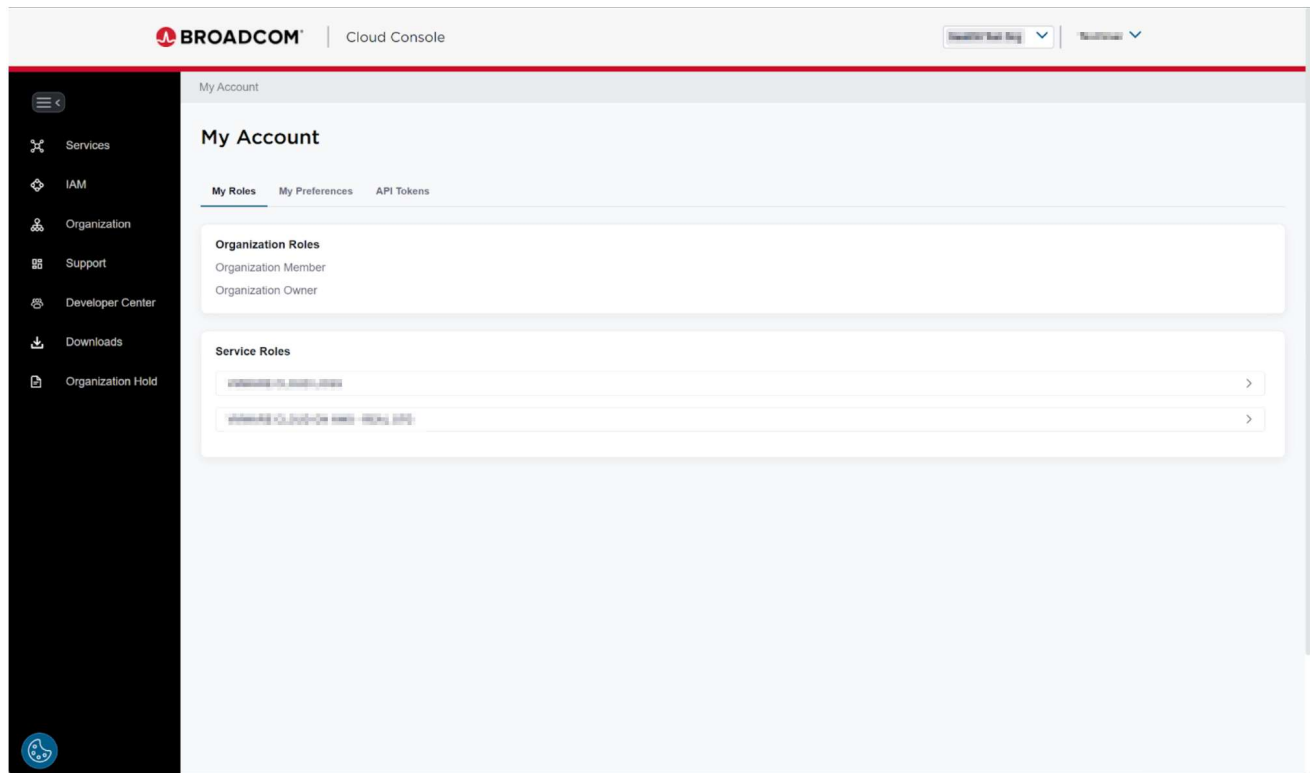 BROADCOM® Cloud Console
My Account
My Account
My Roles My Preferences API Tokens
Services
IAM
Organization
Support
Developer Center
Downloads
Organization Hold
Organization Roles
Organization Member
Organization Owner
Service Roles